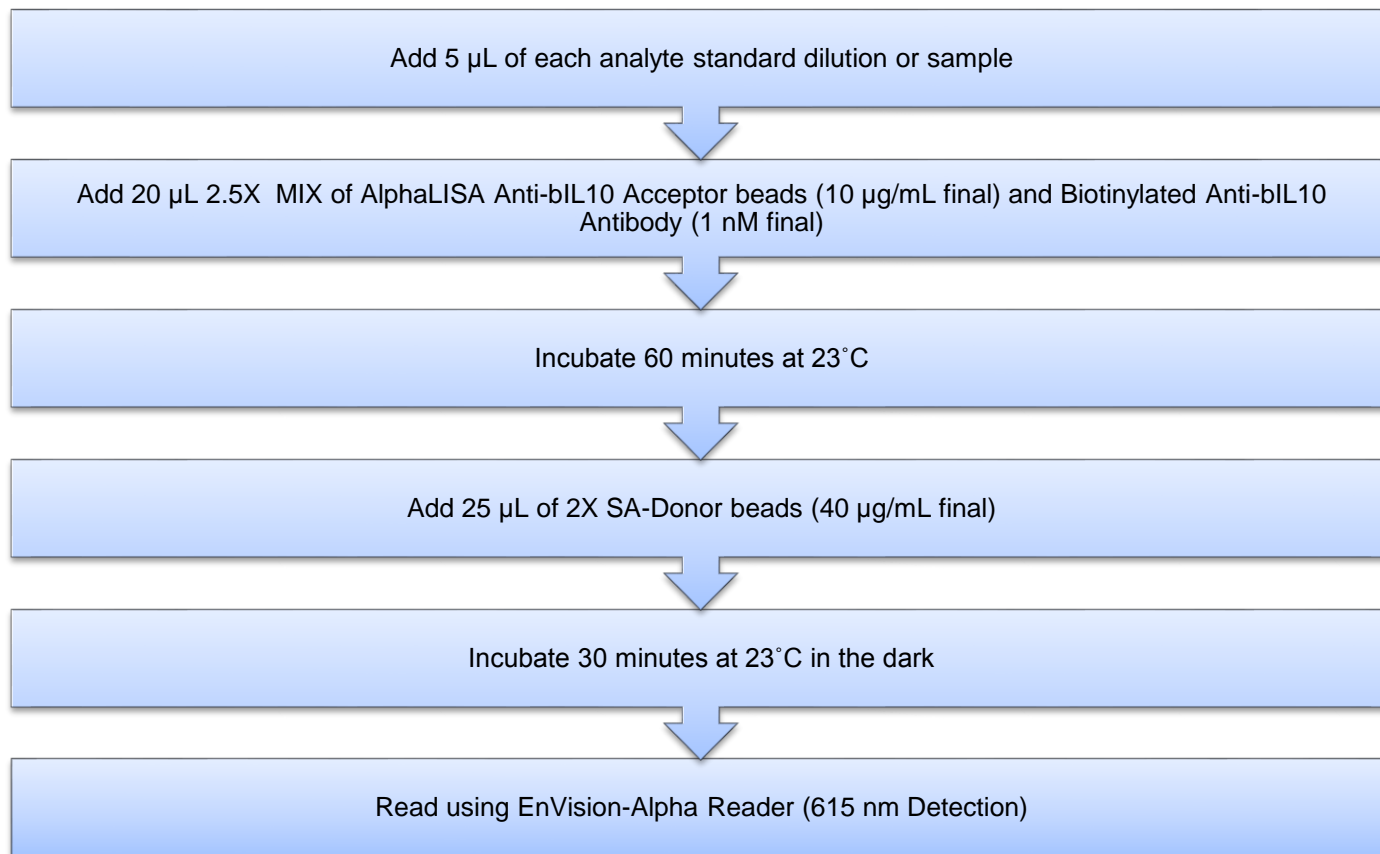 Add 5 µL of each analyte standard dilution or sample
Add 20 µL 2.5X  MIX of AlphaLISA Anti-bIL10 Acceptor beads (10 µg/mL final) and Biotinylated Anti-bIL10
Antibody (1 nM final)
Incubate 60 minutes at 23˚C
Add 25 µL of 2X SA-Donor beads (40 µg/mL final)
Incubate 30 minutes at 23˚C in the dark
Read using EnVision-Alpha Reader (615 nm Detection)